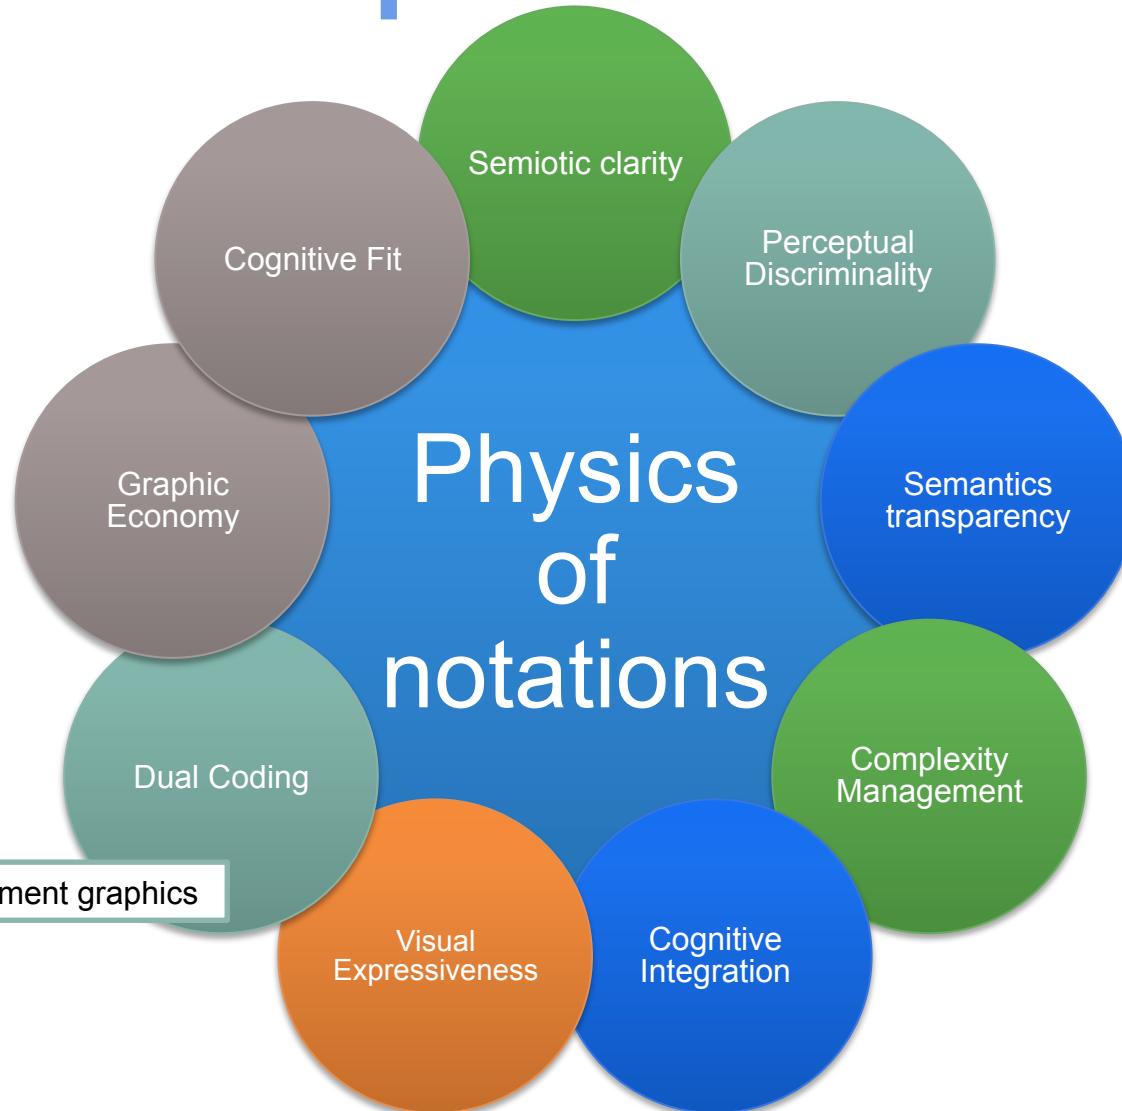 Semiotic clarity
Perceptual
Discriminality
Cognitive Fit
Physics
of
notations
Semantics
transparency
Graphic
Economy
Complexity
Management
Dual Coding
graphics
Visual
Expressiveness
Cognitive
Integration